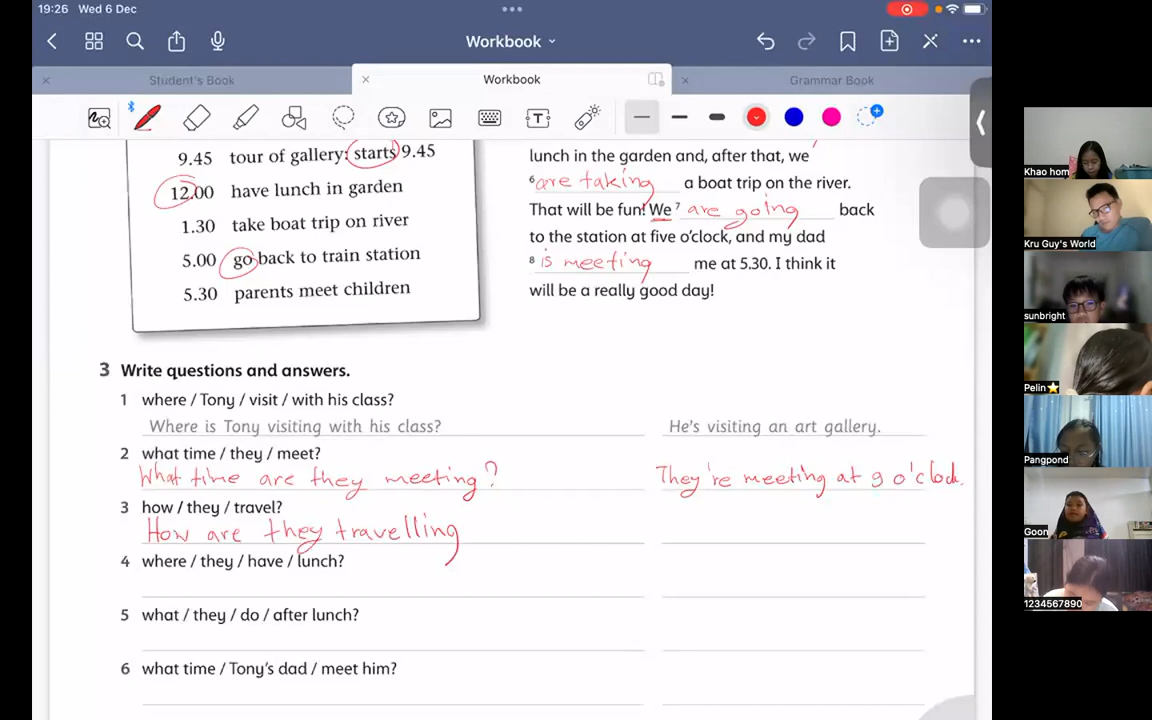 19:26 Wed 6 Dec
Workbook
Student's Book
Workbook
Grammar Book
9.45 tour of gallery: starts 9.45
12.00 have lunch in garden
1.30 take boat trip on river
5.00 go back to train station
5.30 parents meet children
lunch in the garden and, after that, we
6 are taking a boat trip on the river.
That will be fun! We 7 are going back
to the station at five o'clock, and my dad
8 is meeting me at 5.30. I think it
will be a really good day!
3 Write questions and answers.
1 where / Tony / visit / with his class?
Where is Tony visiting with his class? He's visiting an art gallery.
2 what time / they / meet?
What time are they meeting? They're meeting at 9 o'clock.
3 how / they / travel?
How are they travelling
4 where / they / have / lunch?
5 what / they / do / after lunch?
6 what time / Tony's dad / meet him?
Khao hom
Kru Guy's World
sunbright
Pelin⭐
Pangpond
Goon
1234567890